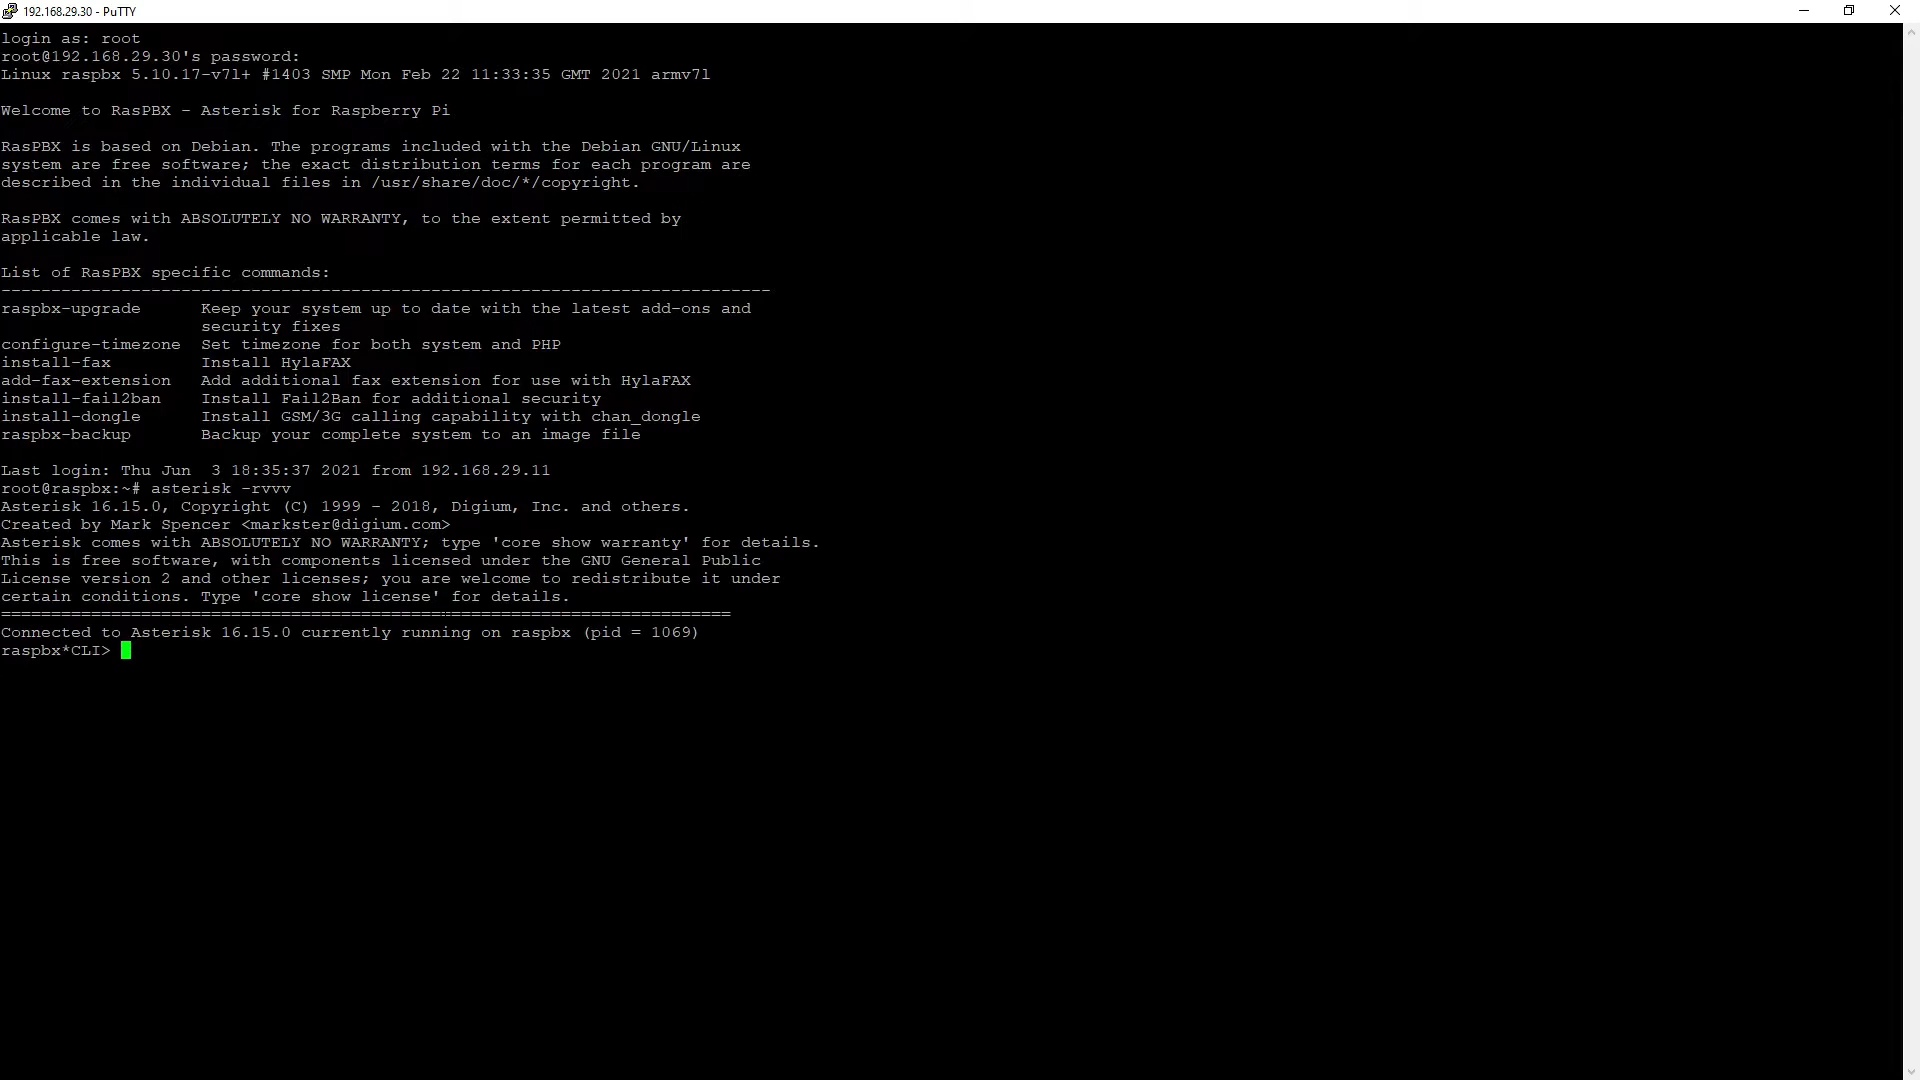 192.168.29.30 - PuTTY
login as: root
root@192.168.29.30's password:
Linux raspbx 5.10.17-v7l+ #1403 SMP Mon Feb 22 11:33:35 GMT 2021 armv7l
Welcome to RasPBX - Asterisk for Raspberry Pi
RasPBX is based on Debian. The programs included with the Debian GNU/Linux
system are free software; the exact distribution terms for each program are
described in the individual files in /usr/share/doc/*/copyright.
RasPBX comes with ABSOLUTELY NO WARRANTY, to the extent permitted by
applicable law.
List of RasPBX specific commands:
-----------------------------------------------------------------------------
raspbx-upgrade      Keep your system up to date with the latest add-ons and
                    security fixes
configure-timezone  Set timezone for both system and PHP
install-fax         Install HylaFAX
add-fax-extension   Add additional fax extension for use with HylaFAX
install-fail2ban    Install Fail2Ban for additional security
install-dongle      Install GSM/3G calling capability with chan_dongle
raspbx-backup       Backup your complete system to an image file
Last login: Thu Jun  3 18:35:37 2021 from 192.168.29.11
root@raspbx:~# asterisk -rvvv
Asterisk 16.15.0, Copyright (C) 1999 - 2018, Digium, Inc. and others.
Created by Mark Spencer <markster@digium.com>
Asterisk comes with ABSOLUTELY NO WARRANTY; type 'core show warranty' for details.
This is free software, with components licensed under the GNU General Public
License version 2 and other licenses; you are welcome to redistribute it under
certain conditions. Type 'core show license' for details.
=========================================================================
Connected to Asterisk 16.15.0 currently running on raspbx (pid = 1069)
raspbx*CLI>